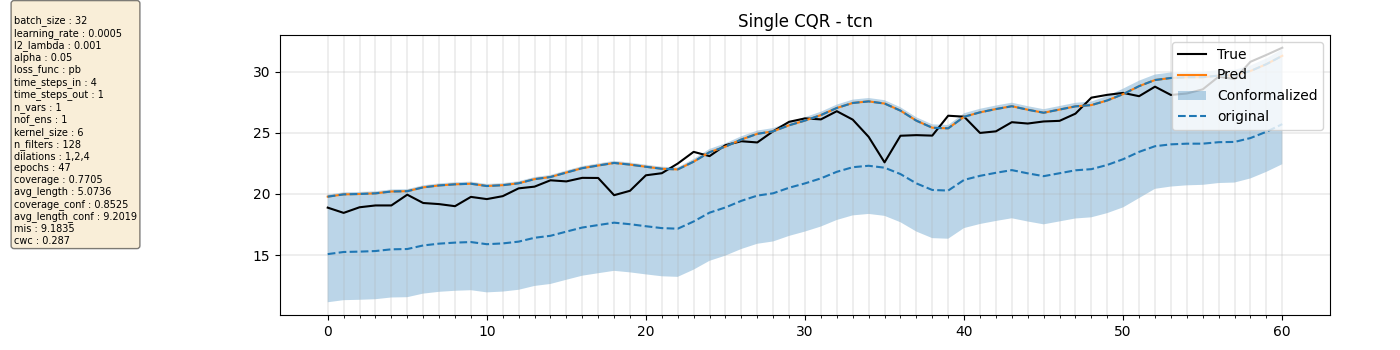 batch_size : 32
learning_rate : 0.0005
l2_lambda : 0.001
alpha : 0.05
loss_func : pb
time_steps_in : 4
time_steps_out : 1
n_vars : 1
nof_ens : 1
kernel_size : 6
n_filters : 128
dilations : 1,2,4
epochs : 47
coverage : 0.7705
avg_length : 5.0736
coverage_conf : 0.8525
avg_length_conf : 9.2019
mis : 9.1835
cwc : 0.287
Single CQR - tcn
30
25
20
15
0 10 20 30 40 50 60
True
Pred
Conformalized
original